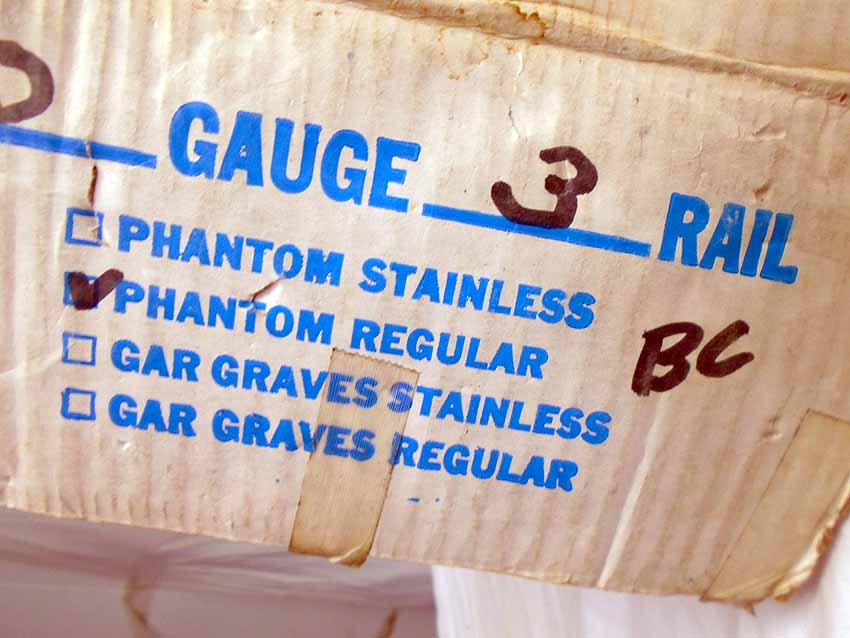 GAUGE 3 RAIL
PHANTOM STAINLESS
PHANTOM REGULAR
BC
GAR GRAVES STAINLESS
GAR GRAVES REGULAR